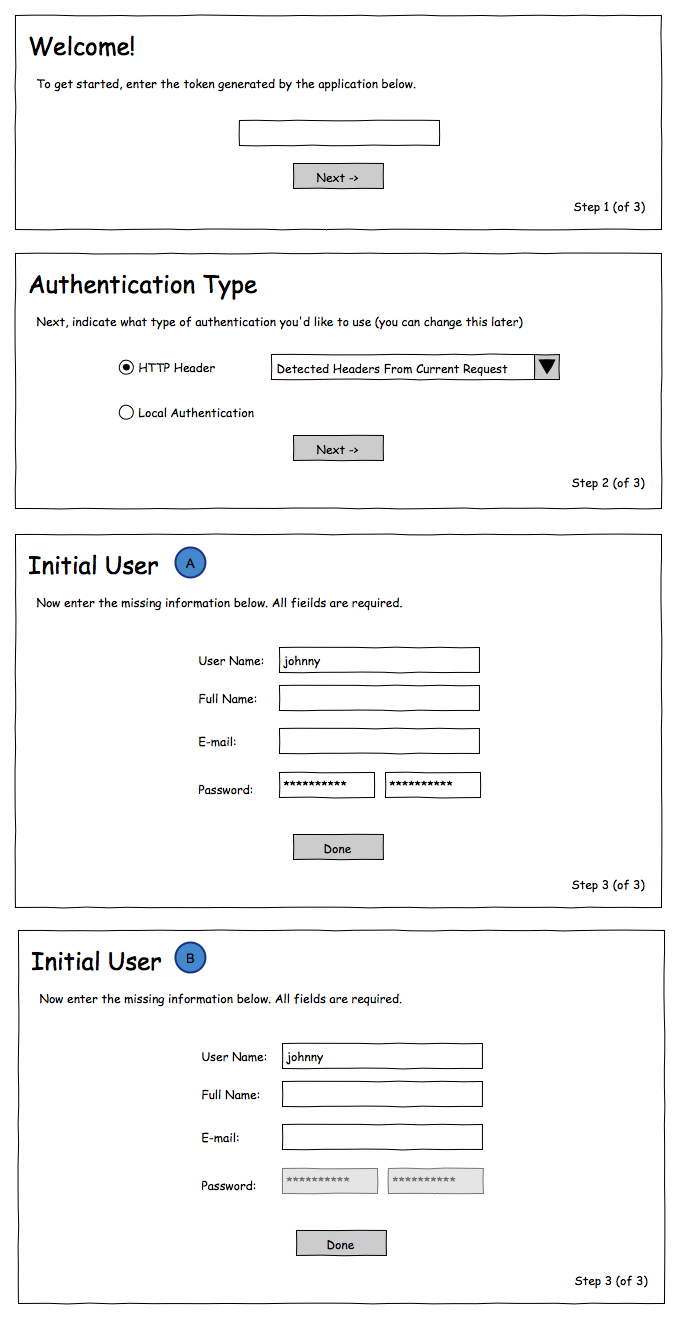 Welcome!
To get started, enter the token generated by the application below.
Next ->
Step 1 (of 3)
Authentication Type
Next, indicate what type of authentication you'd like to use (you can change this later)
HTTP Header
Detected Headers From Current Request
Local Authentication
Next ->
Step 2 (of 3)
Initial User A
Now enter the missing information below. All fieilds are required.
User Name: johnny
Full Name:
E-mail:
Password: ********** **********
Done
Step 3 (of 3)
Initial User B
Now enter the missing information below. All fields are required.
User Name: johnny
Full Name:
E-mail:
Password: ********** **********
Done
Step 3 (of 3)